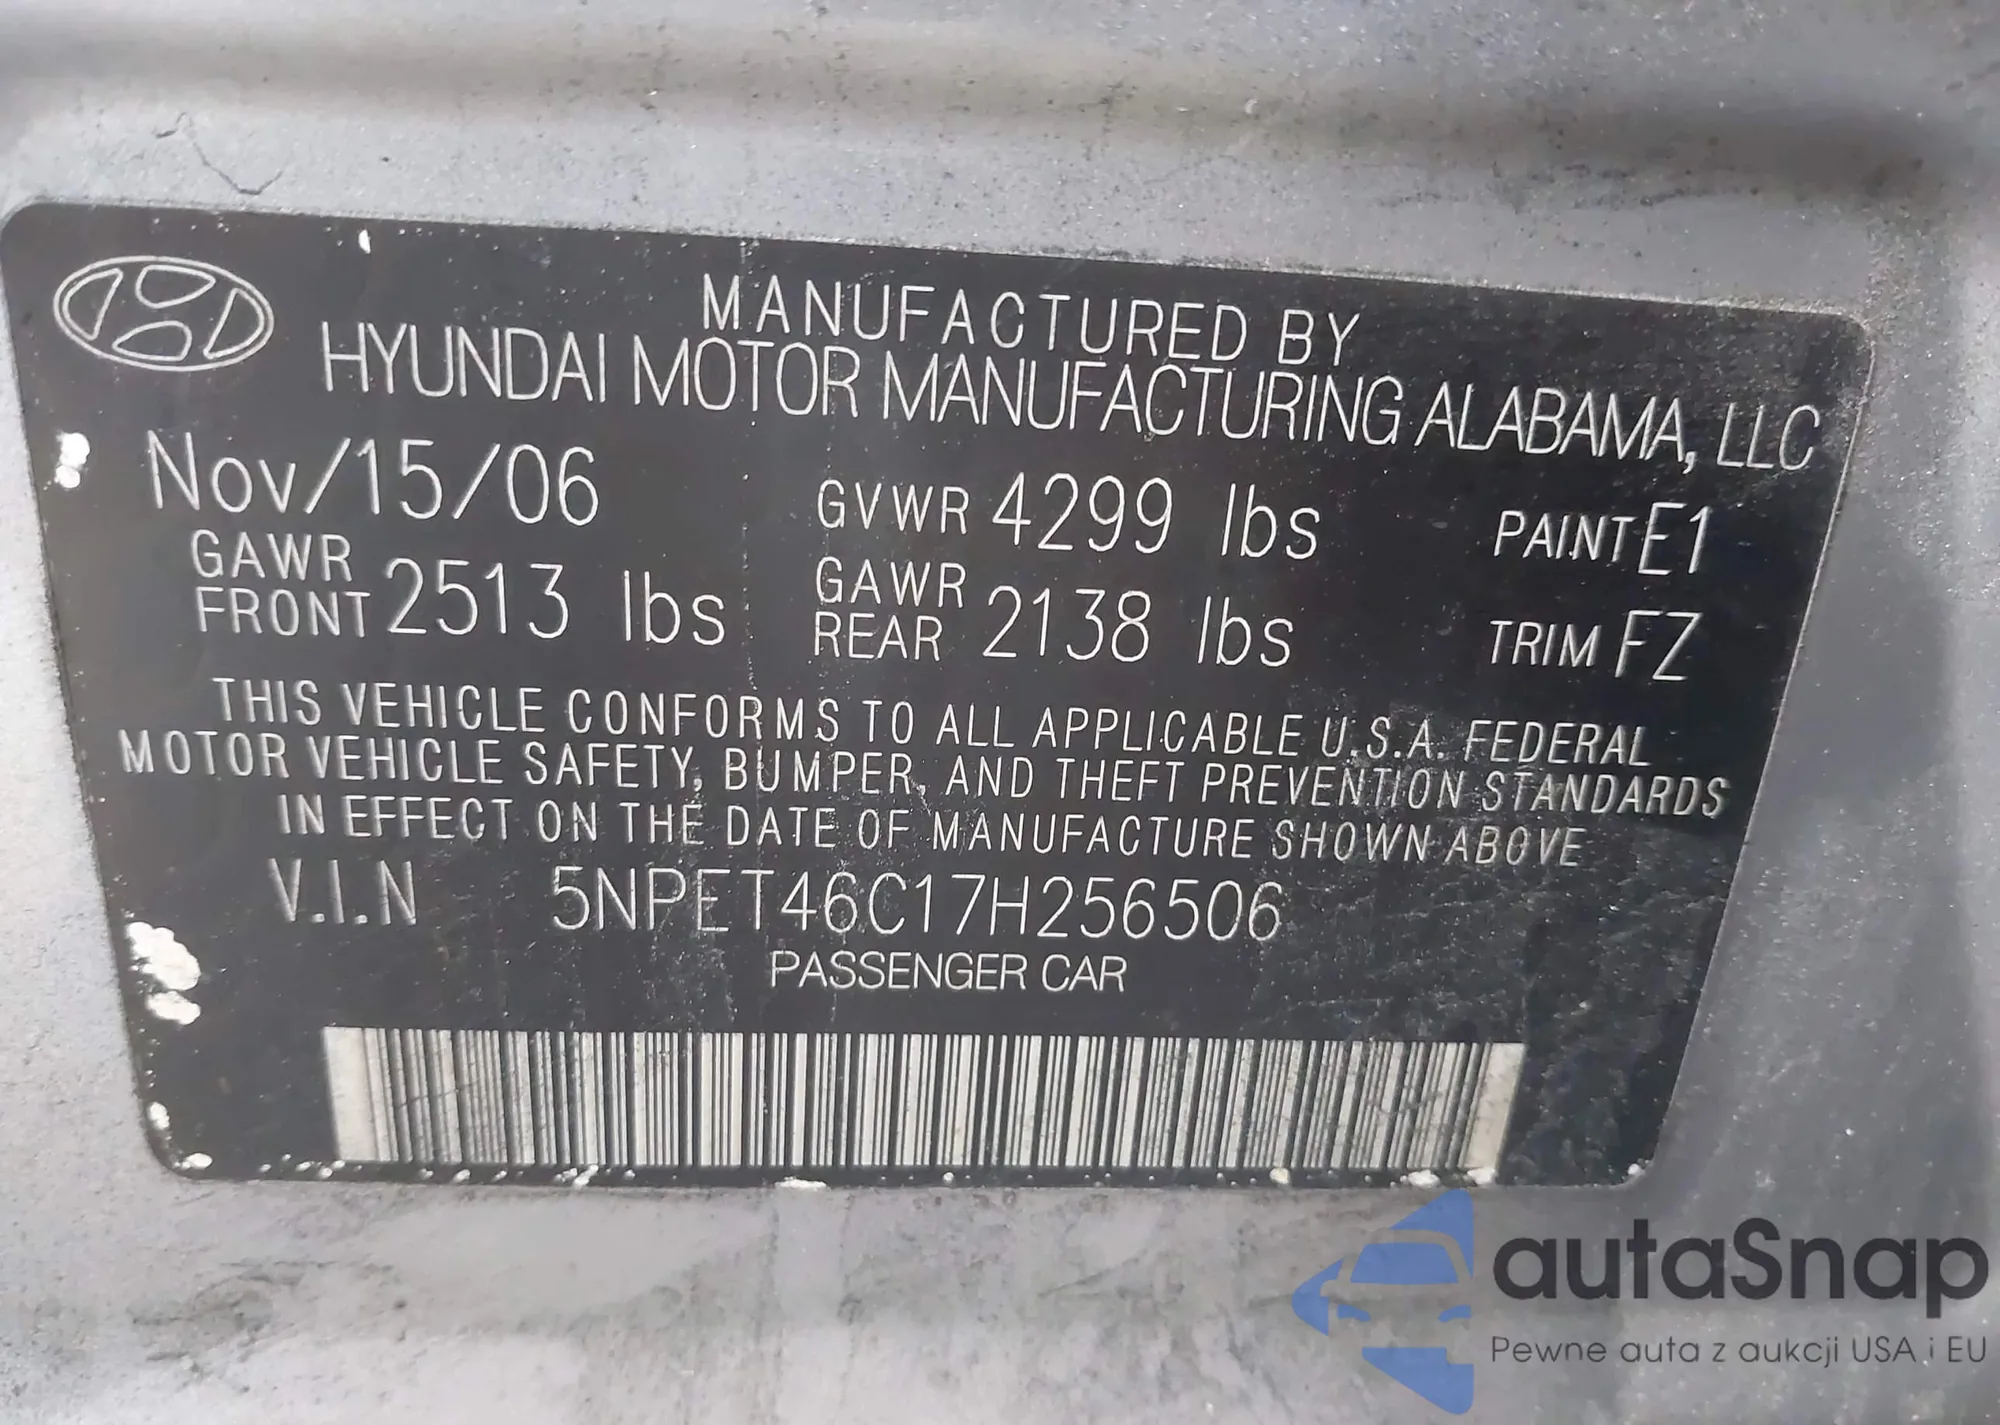 MANUFACTURED BY
HYUNDAI MOTOR MANUFACTURING ALABAMA, LLC
Nov/15/06 GVWR 4299 lbs PAINT E1
GAWR FRONT 2513 lbs GAWR REAR 2138 lbs TRIM FZ
THIS VEHICLE CONFORMS TO ALL APPLICABLE U.S.A. FEDERAL
MOTOR VEHICLE SAFETY, BUMPER, AND THEFT PREVENTION STANDARDS
IN EFFECT ON THE DATE OF MANUFACTURE SHOWN ABOVE
V.I.N 5NPET46C17H256506
PASSENGER CAR
autaSnap
Pewne auta z aukcji USA i EU